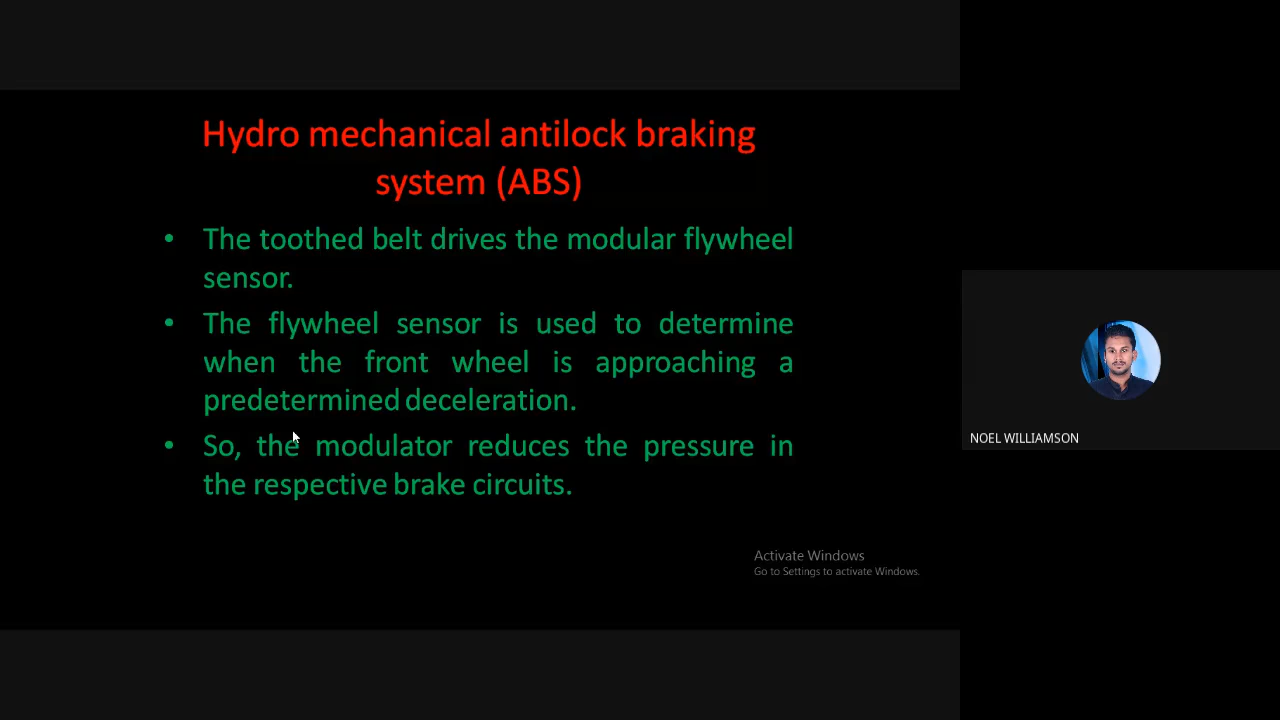 Hydro mechanical antilock braking
system (ABS)
• The toothed belt drives the modular flywheel
sensor.
• The flywheel sensor is used to determine
when the front wheel is approaching a
predetermined deceleration.
• So, the modulator reduces the pressure in
the respective brake circuits.
NOEL WILLIAMSON
Activate Windows
Go to Settings to activate Windows.